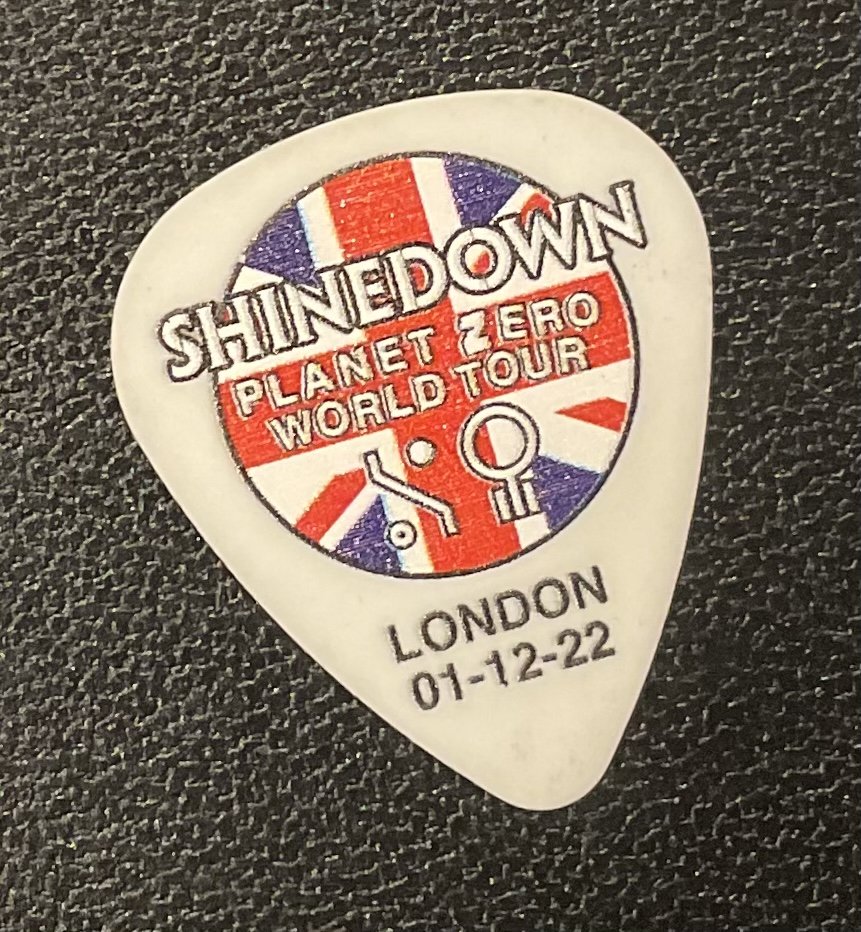 SHINEDOWN
PLANET ZERO
WORLD TOUR
LONDON
01-12-22